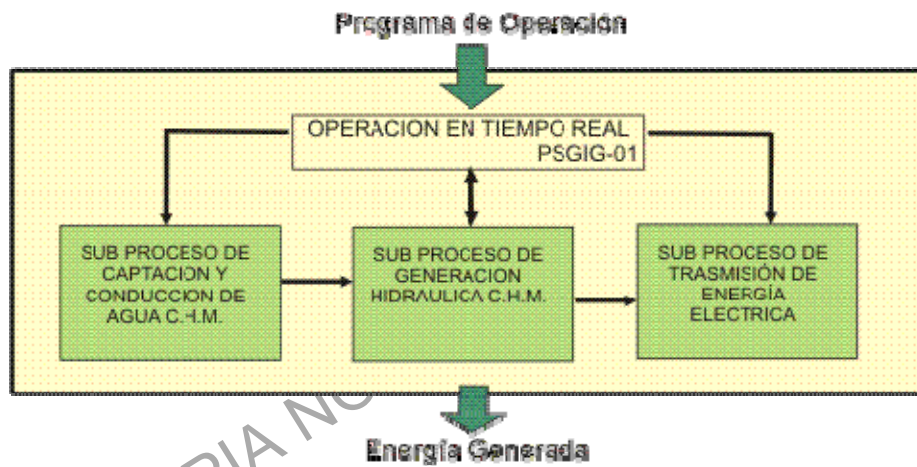 Programa de Operación
OPERACION EN TIEMPO REAL
PSGIG-01
SUB PROCESO DE
CAPTACION Y
CONDUCCION DE
AGUA C.H.M.
SUB PROCESO DE
GENERACION
HIDRAULICA C.H.M.
SUB PROCESO DE
TRASMISIÓN DE
ENERGÍA
ELECTRICA
Energía Generada